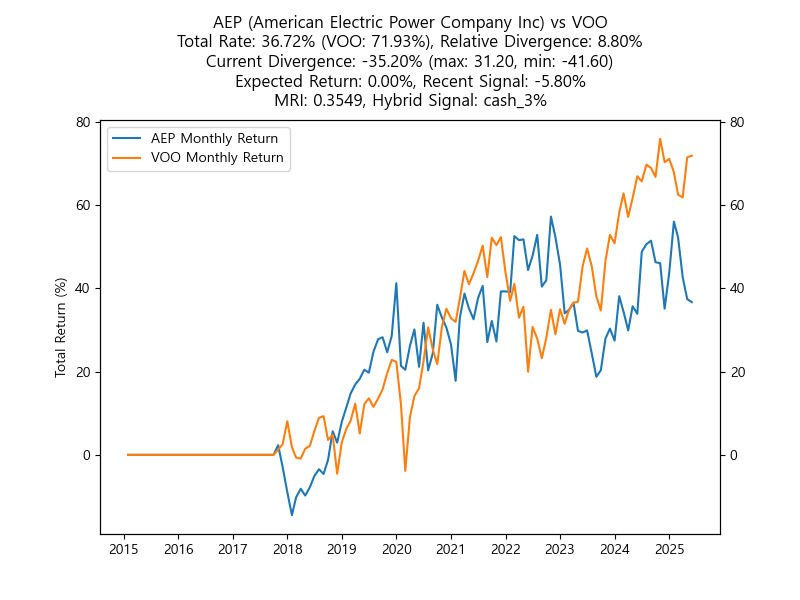 AEP (American Electric Power Company Inc) vs VOO
Total Rate: 36.72% (VOO: 71.93%), Relative Divergence: 8.80%
Current Divergence: -35.20% (max: 31.20, min: -41.60)
Expected Return: 0.00%, Recent Signal: -5.80%
MRI: 0.3549, Hybrid Signal: cash_3%
AEP Monthly Return
VOO Monthly Return
Total Return (%)
80
60
40
20
0
80
60
40
20
0
2015 2016 2017 2018 2019 2020 2021 2022 2023 2024 2025